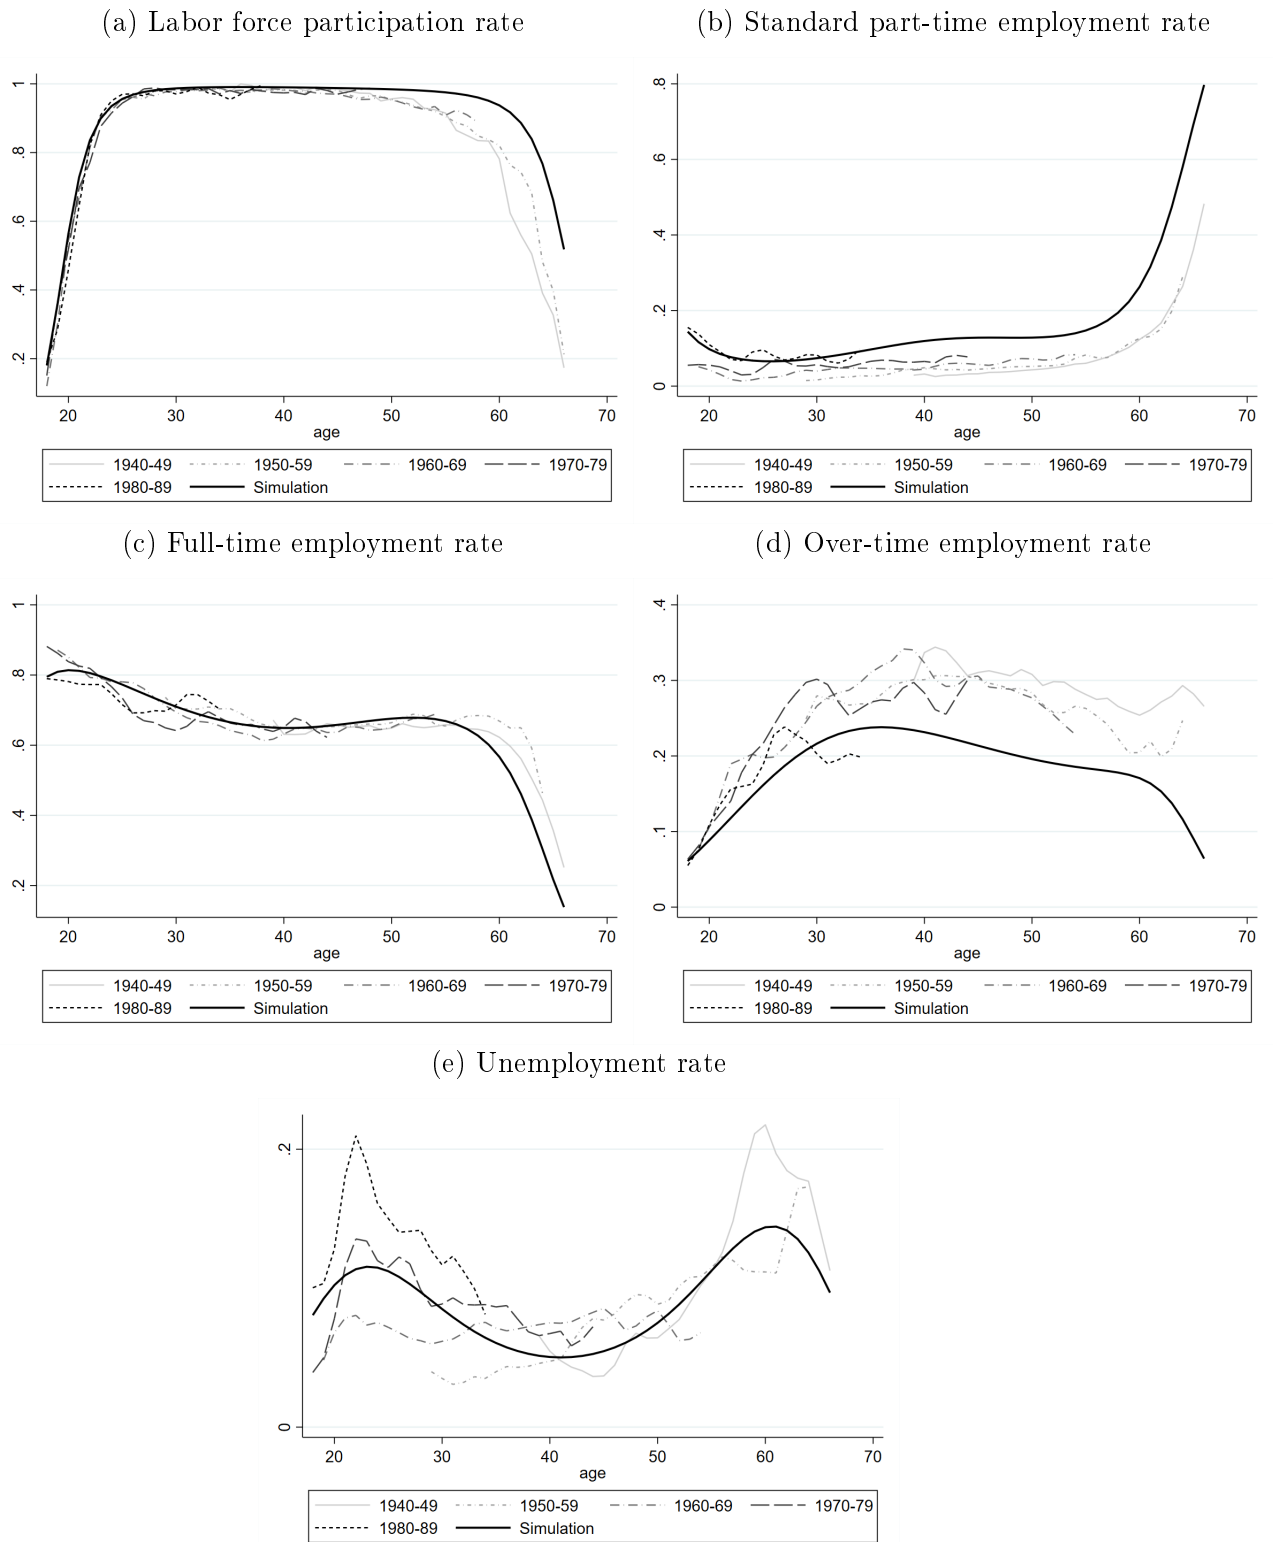 (a) Labor force participation rate
(b) Standard part-time employment rate
1
.8
.6
.4
.2
20 30 40 50 60 70
age
1940-49 1950-59 1960-69 1970-79
1980-89 Simulation
.8
.6
.4
.2
0
20 30 40 50 60 70
age
1940-49 1950-59 1960-69 1970-79
1980-89 Simulation
(c) Full-time employment rate
(d) Over-time employment rate
1
.8
.6
.4
.2
20 30 40 50 60 70
age
1940-49 1950-59 1960-69 1970-79
1980-89 Simulation
.4
.3
.2
.1
0
20 30 40 50 60 70
age
1940-49 1950-59 1960-69 1970-79
1980-89 Simulation
(e) Unemployment rate
.2
0
20 30 40 50 60 70
age
1940-49 1950-59 1960-69 1970-79
1980-89 Simulation